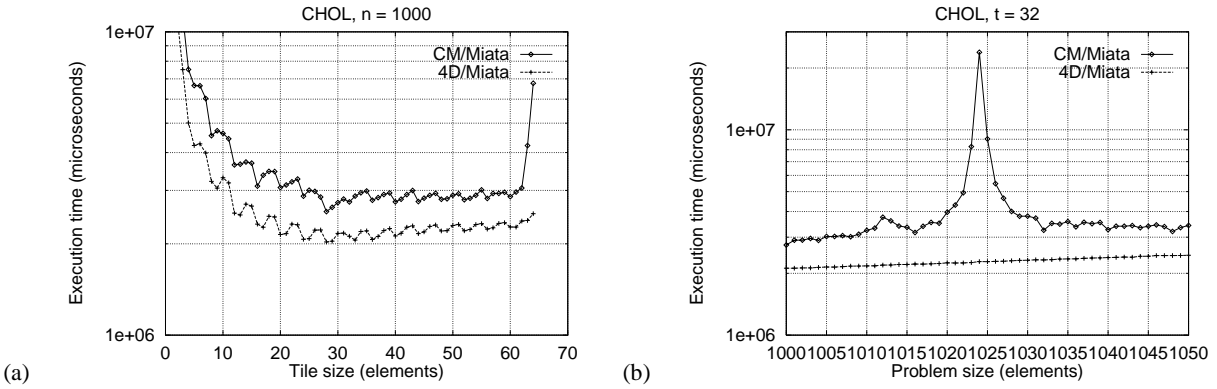 CHOL, n = 1000
1e+07
CM/Miata
4D/Miata
Execution time (microseconds)
1e+06
0 10 20 30 40 50 60 70
Tile size (elements)
(a)
CHOL, t = 32
CM/Miata
4D/Miata
1e+07
Execution time (microseconds)
1e+06
1000 1005 1010 1015 1020 1025 1030 1035 1040 1045 1050
Problem size (elements)
(b)